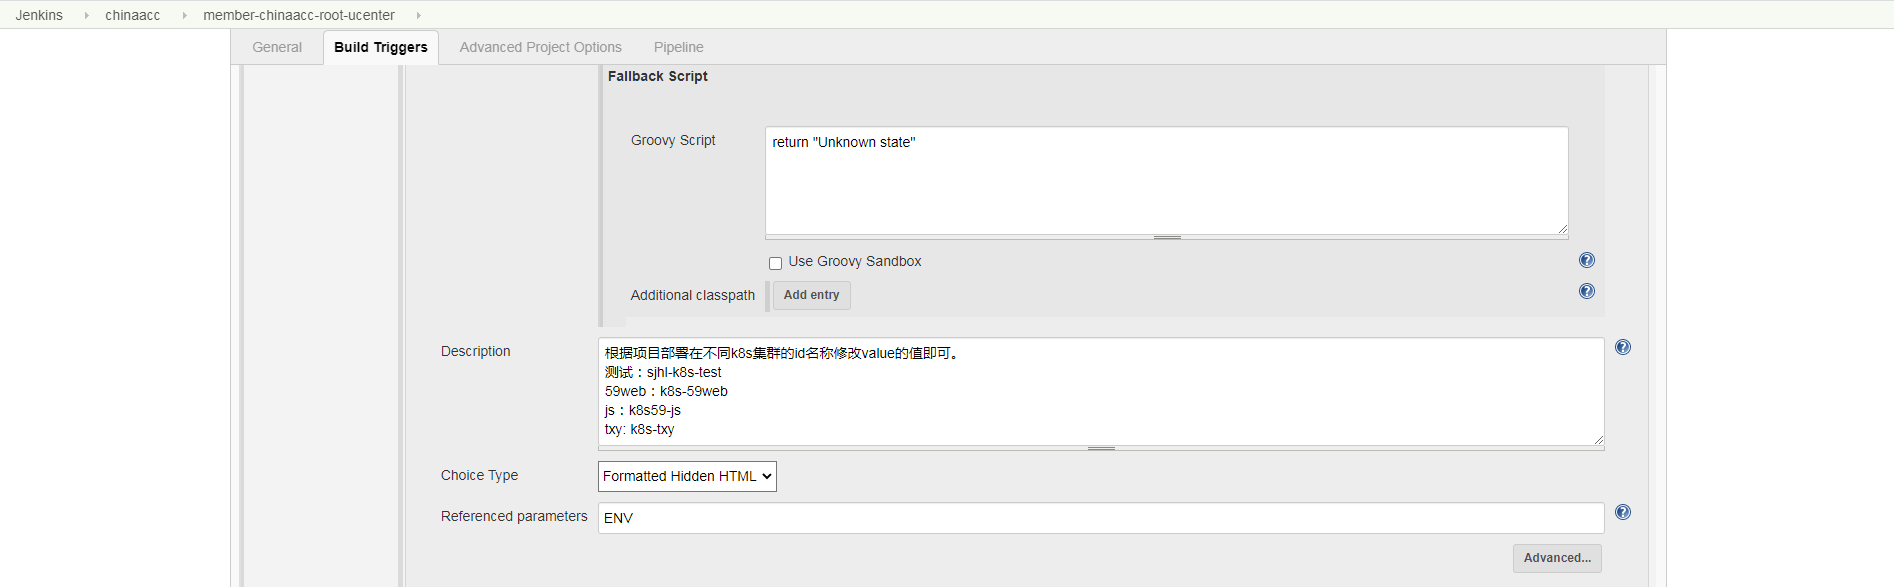 Jenkins chinaacc member-chinaacc-root-ucenter
General Build Triggers Advanced Project Options Pipeline
Fallback Script
Groovy Script
return "Unknown state"
Use Groovy Sandbox
Additional classpath Add entry
Description
根据项目部署在不同k8s集群的id名称修改value的值即可。
测试：sjhl-k8s-test
59web：k8s-59web
js：k8s59-js
txy: k8s-txy
Choice Type Formatted Hidden HTML
Referenced parameters ENV
Advanced...